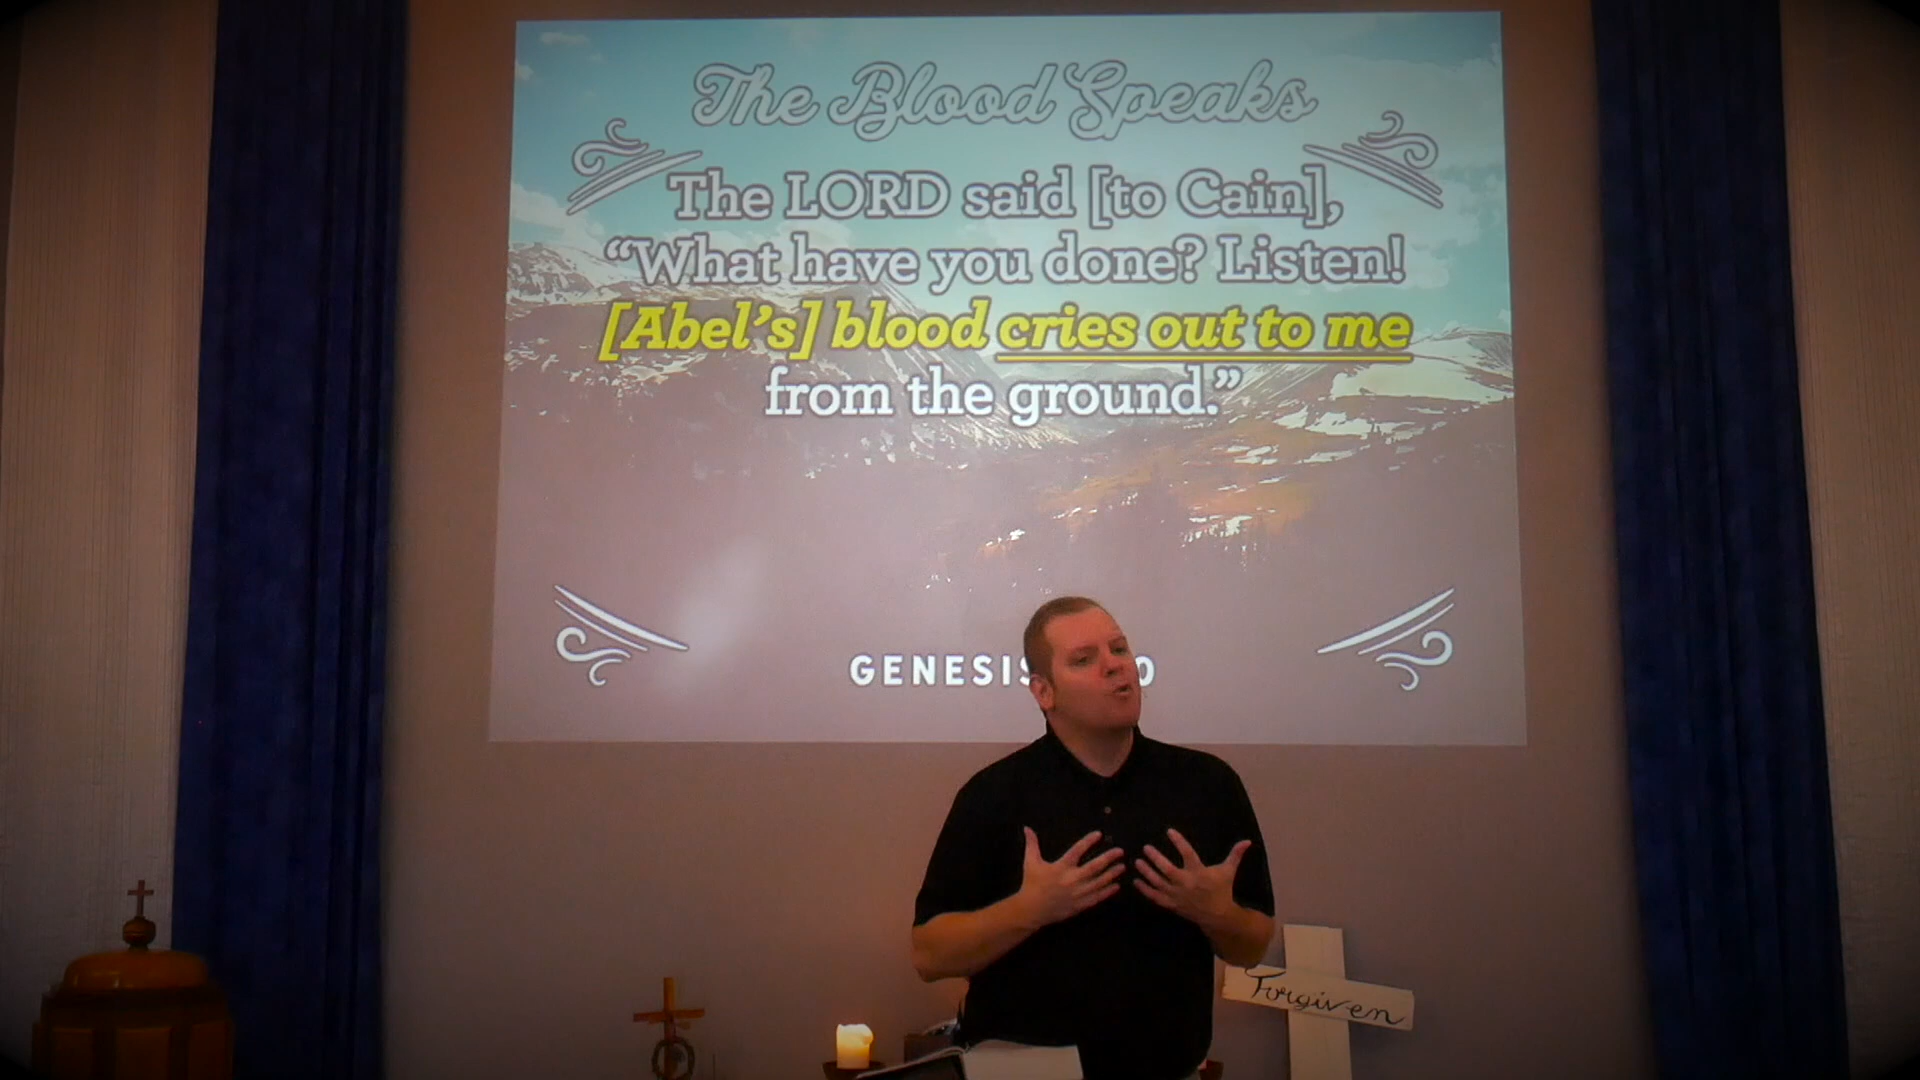 The Blood Speaks
The LORD said [to Cain],
“What have you done? Listen!
[Abel’s] blood cries out to me
from the ground.”
GENESIS
Forgiven